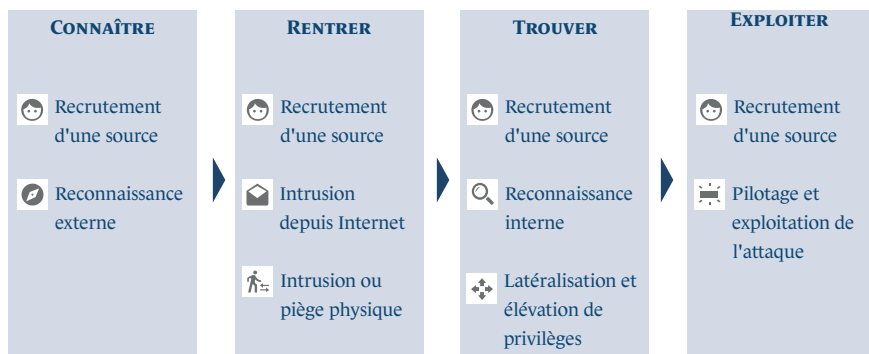 CONNAÎTRE
Recrutement
d'une source
Reconnaissance
externe
RENTRER
Recrutement
d'une source
Intrusion
depuis Internet
Intrusion ou
piège physique
TROUVER
Recrutement
d'une source
Reconnaissance
interne
Latéralisation et
élévation de
privilèges
EXPLOITER
Recrutement
d'une source
Pilotage et
exploitation de
l'attaque